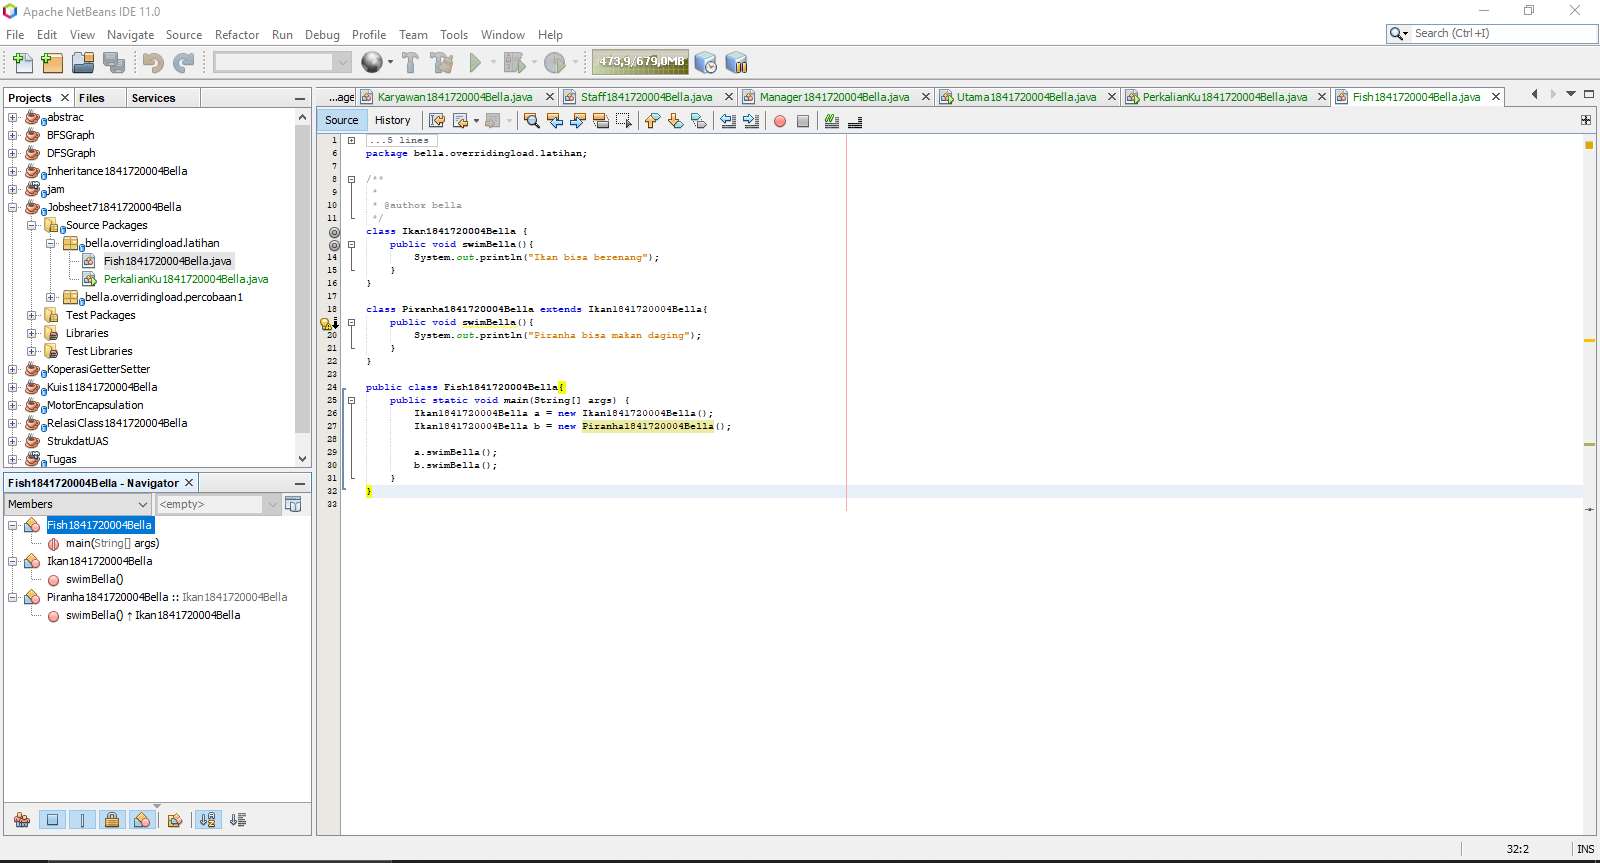 Apache NetBeans IDE 11.0
File Edit View Navigate Source Refactor Run Debug Profile Team Tools Window Help
Search (Ctrl+I)
473,9/679,0MB
Projects Files Services
abstrac
BFSGraph
DFSGraph
Inheritance1841720004Bella
jam
Jobsheet71841720004Bella
Source Packages
bella.overridingload.latihan
Fish1841720004Bella.java
PerkalianKu1841720004Bella.java
bella.overridingload.percobaan1
Test Packages
Libraries
Test Libraries
KoperasiGetterSetter
Kuis11841720004Bella
MotorEncapsulation
RelasiClass1841720004Bella
StrukdatUAS
Tugas
Fish1841720004Bella - Navigator
Members <empty>
Fish1841720004Bella
main(String[] args)
Ikan1841720004Bella
swimBella()
Piranha1841720004Bella :: Ikan1841720004Bella
swimBella() ↑ Ikan1841720004Bella
...age Karyawan1841720004Bella.java Staff1841720004Bella.java Manager1841720004Bella.java Utama1841720004Bella.java PerkalianKu1841720004Bella.java Fish1841720004Bella.java
Source History
1 ...5 lines
6 package bella.overridingload.latihan;
7
8 /**
9 *
10 * @author bella
11 */
class Ikan1841720004Bella {
public void swimBella(){
14 System.out.println("Ikan bisa berenang");
15 }
16 }
17
18 class Piranha1841720004Bella extends Ikan1841720004Bella{
public void swimBella(){
20 System.out.println("Piranha bisa makan daging");
21 }
22 }
23
24 public class Fish1841720004Bella{
25 public static void main(String[] args) {
26 Ikan1841720004Bella a = new Ikan1841720004Bella();
27 Ikan1841720004Bella b = new Piranha1841720004Bella();
28
29 a.swimBella();
30 b.swimBella();
31 }
32 }
33
32:2 INS